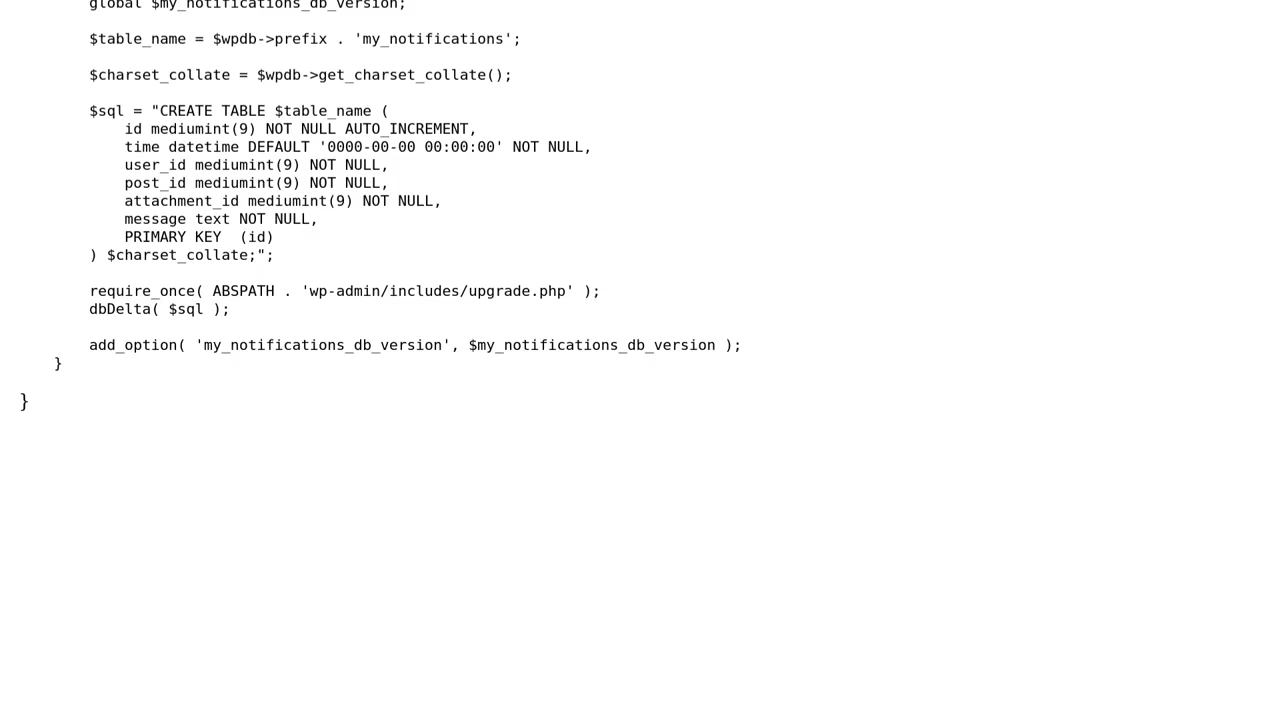 global $my_notifications_db_version;
$table_name = $wpdb->prefix . 'my_notifications';
$charset_collate = $wpdb->get_charset_collate();
$sql = "CREATE TABLE $table_name (
id mediumint(9) NOT NULL AUTO_INCREMENT,
time datetime DEFAULT '0000-00-00 00:00:00' NOT NULL,
user_id mediumint(9) NOT NULL,
post_id mediumint(9) NOT NULL,
attachment_id mediumint(9) NOT NULL,
message text NOT NULL,
PRIMARY KEY  (id)
) $charset_collate;";
require_once( ABSPATH . 'wp-admin/includes/upgrade.php' );
dbDelta( $sql );
add_option( 'my_notifications_db_version', $my_notifications_db_version );
}
}